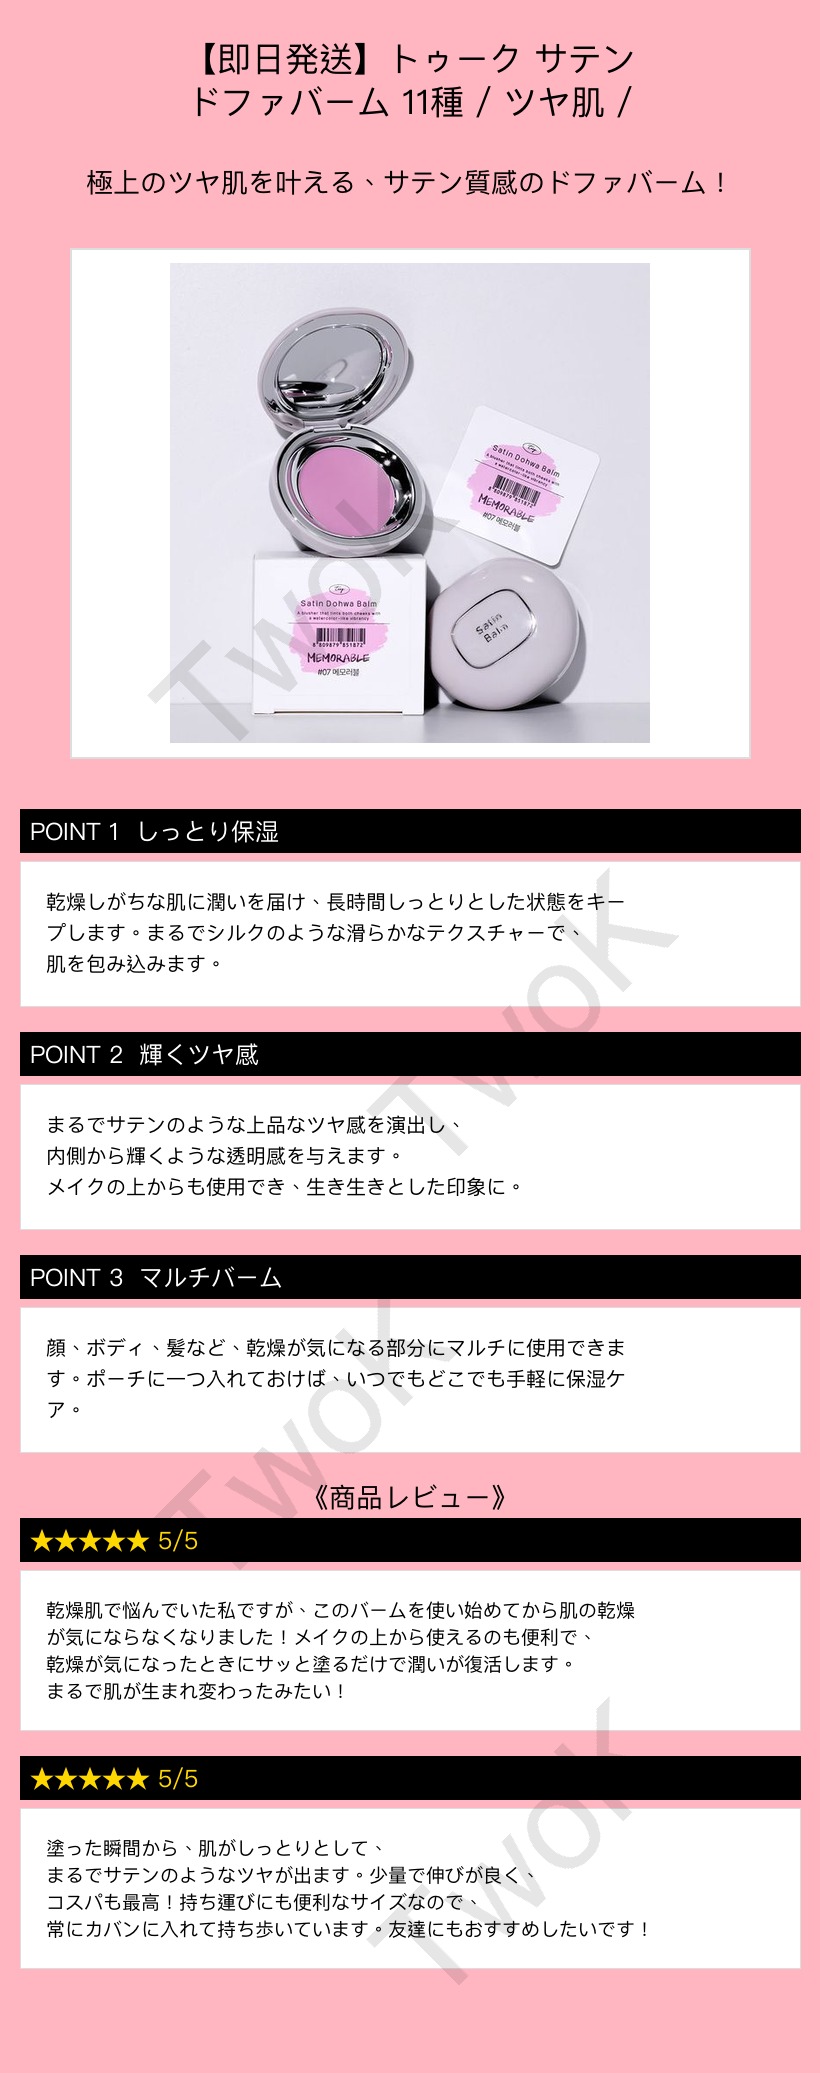 【即日発送】トゥーク サテン
ドファバーム 11種 / ツヤ肌 /
極上のツヤ肌を叶える、サテン質感のドファバーム！
Satin Dohwa Balm
A blusher that tints both cheeks with
a watercolor-like vibrancy
8 809879 851872
MEMORABLE
#07 메모러블
Satin Dohwa Balm
A blusher that tints both cheeks with
a watercolor-like vibrancy
8 809879 851872
MEMORABLE
#07 메모러블
Satin
Balm
TwoK
POINT 1 しっとり保湿
乾燥しがちな肌に潤いを届け、長時間しっとりとした状態をキー
プします。まるでシルクのような滑らかなテクスチャーで、
肌を包み込みます。
TwoK
POINT 2 輝くツヤ感
まるでサテンのような上品なツヤ感を演出し、
内側から輝くような透明感を与えます。
メイクの上からも使用でき、生き生きとした印象に。
POINT 3 マルチバーム
顔、ボディ、髪など、乾燥が気になる部分にマルチに使用できま
す。ポーチに一つ入れておけば、いつでもどこでも手軽に保湿ケ
ア。
TwoK
《商品レビュー》
★★★★★ 5/5
乾燥肌で悩んでいた私ですが、このバームを使い始めてから肌の乾燥
が気にならなくなりました！メイクの上から使えるのも便利で、
乾燥が気になったときにサッと塗るだけで潤いが復活します。
まるで肌が生まれ変わったみたい！
★★★★★ 5/5
塗った瞬間から、肌がしっとりとして、
まるでサテンのようなツヤが出ます。少量で伸びが良く、
コスパも最高！持ち運びにも便利なサイズなので、
常にカバンに入れて持ち歩いています。友達にもおすすめしたいです！
TwoK